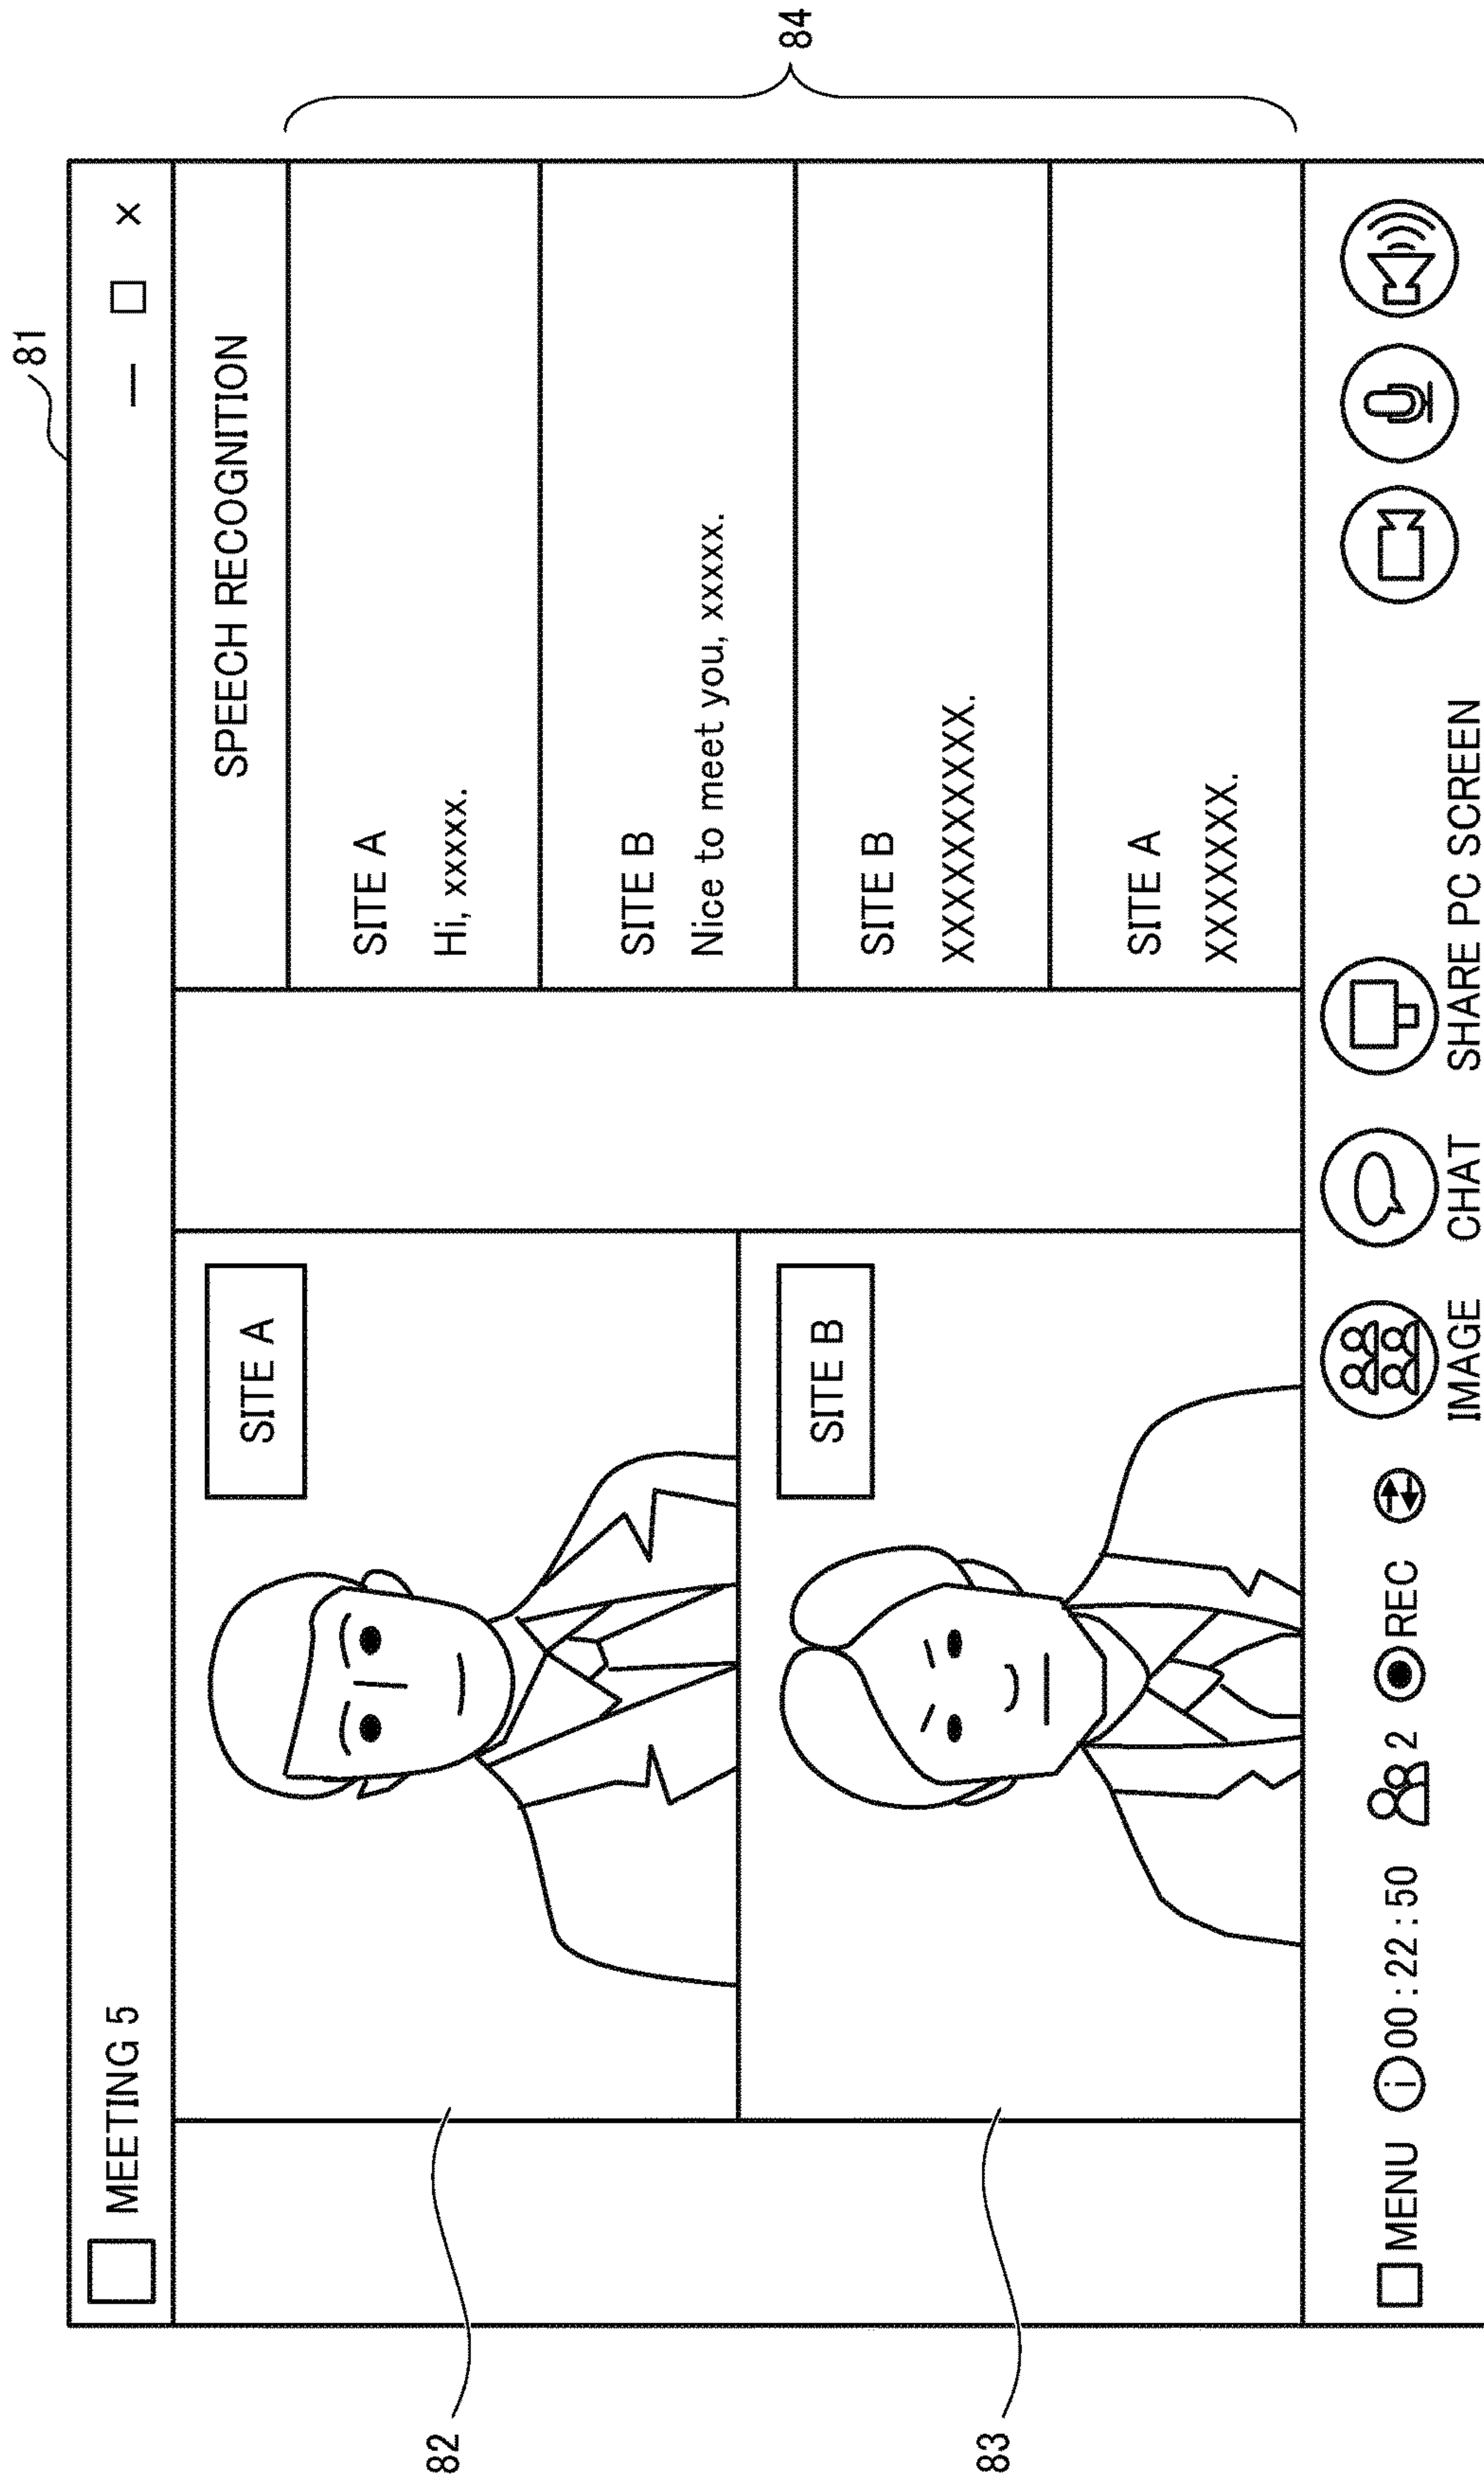 81
MEETING 5
— □ ×
82
SITE A
83
SITE B
SPEECH RECOGNITION
SITE A
Hi, xxxxx.
SITE B
Nice to meet you, xxxxx.
SITE B
XXXXXXXXXX.
SITE A
XXXXXXX.
84
MENU i 00:22:50 2 REC
IMAGE CHAT SHARE PC SCREEN